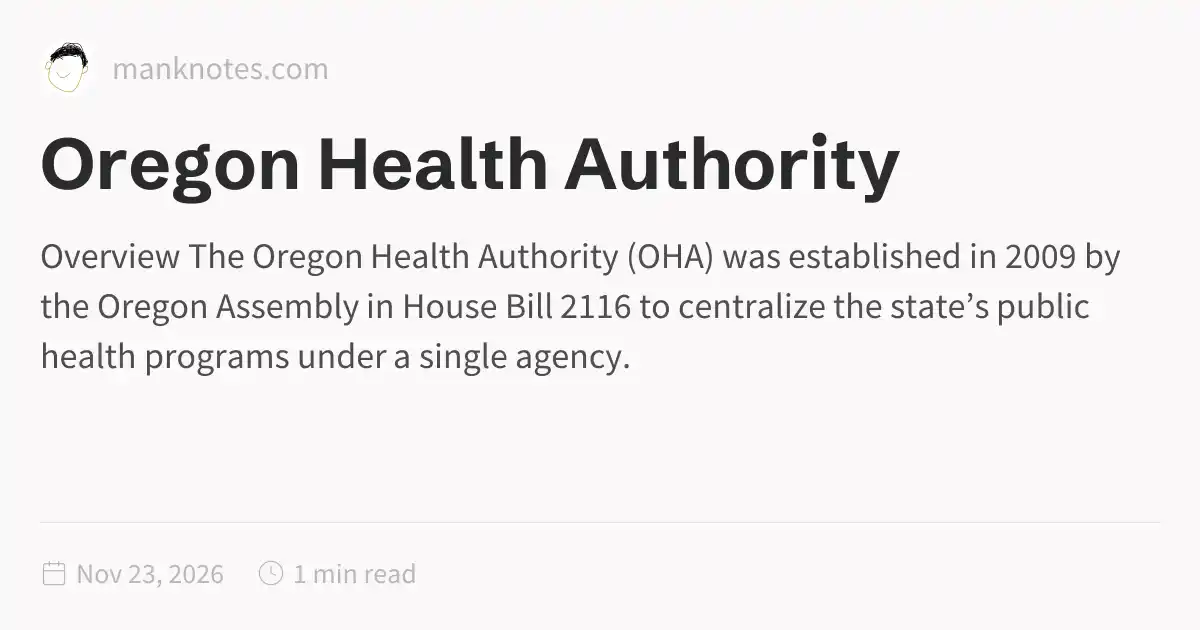 manknotes.com
Oregon Health Authority
Overview The Oregon Health Authority (OHA) was established in 2009 by
the Oregon Assembly in House Bill 2116 to centralize the state’s public
health programs under a single agency.
Nov 23, 2026 1 min read